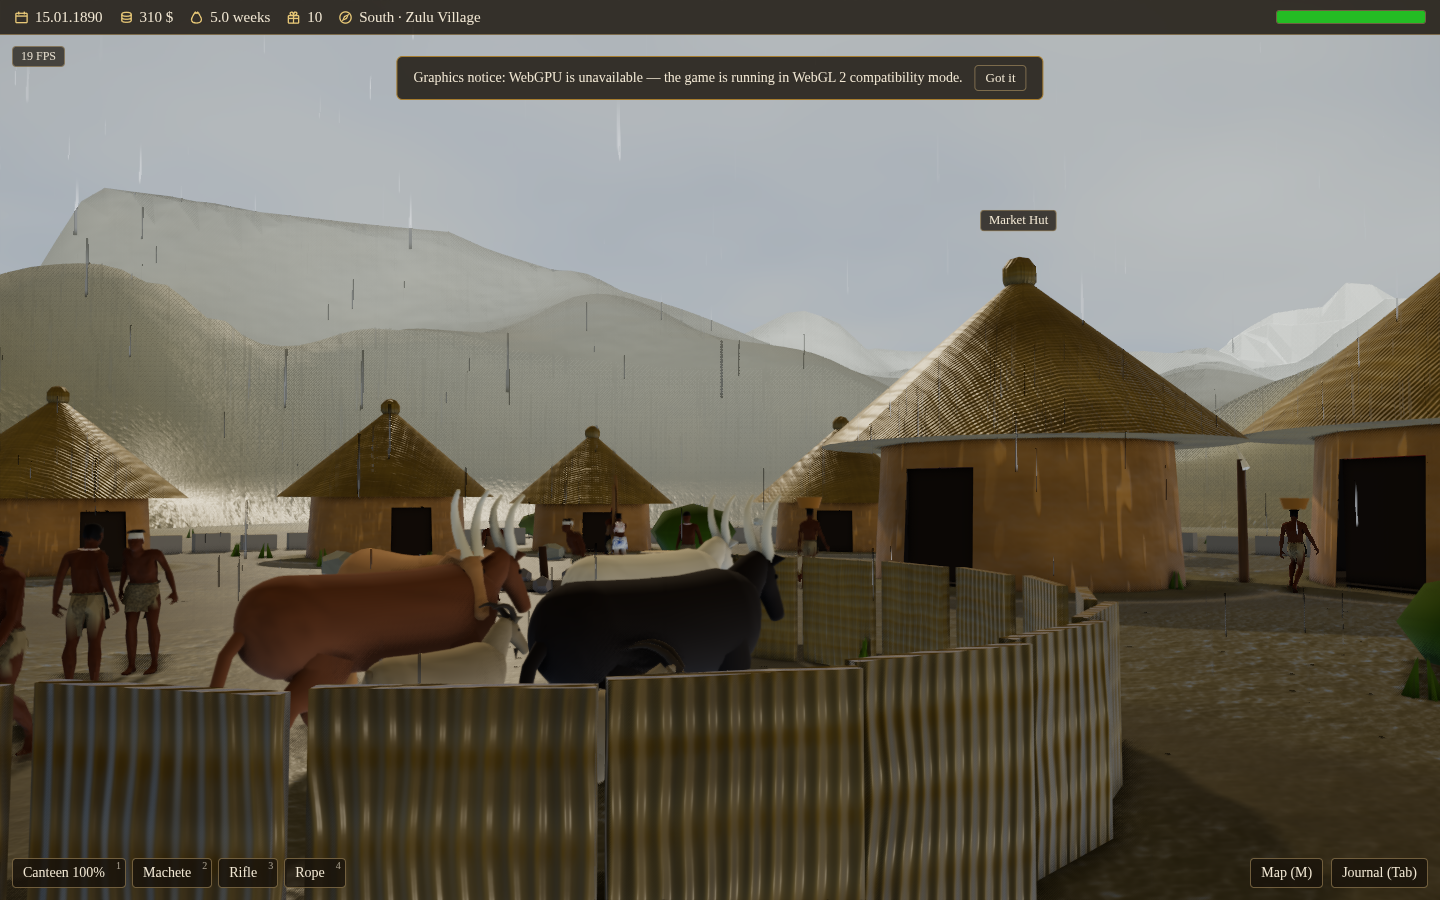 15.01.1890 310 $ 5.0 weeks 10 South · Zulu Village
19 FPS
Graphics notice: WebGPU is unavailable — the game is running in WebGL 2 compatibility mode. Got it
Market Hut
Canteen 100% 1 Machete 2 Rifle 3 Rope 4
Map (M) Journal (Tab)